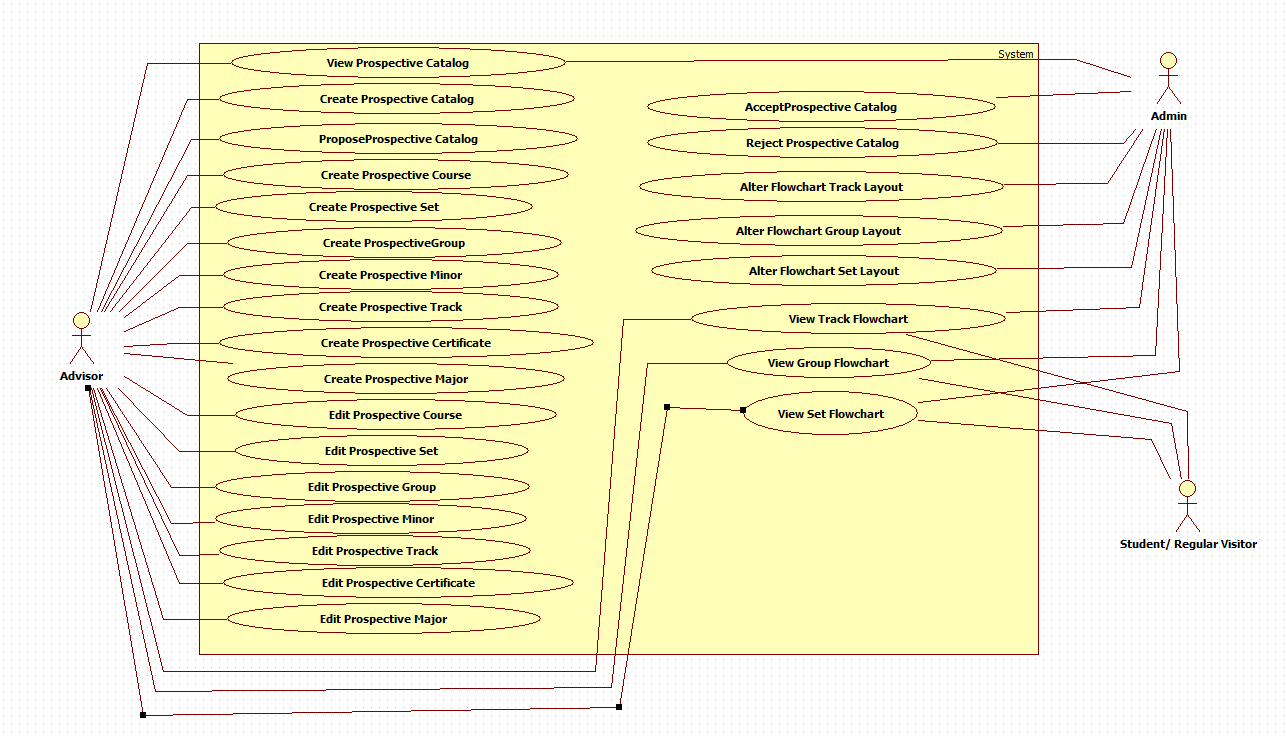 System
View Prospective Catalog
Create Prospective Catalog
ProposeProspective Catalog
Create Prospective Course
Create Prospective Set
Create ProspectiveGroup
Create Prospective Minor
Create Prospective Track
Create Prospective Certificate
Create Prospective Major
Edit Prospective Course
Edit Prospective Set
Edit Prospective Group
Edit Prospective Minor
Edit Prospective Track
Edit Prospective Certificate
Edit Prospective Major
AcceptProspective Catalog
Reject Prospective Catalog
Alter Flowchart Track Layout
Alter Flowchart Group Layout
Alter Flowchart Set Layout
View Track Flowchart
View Group Flowchart
View Set Flowchart
Advisor
Admin
Student/ Regular Visitor